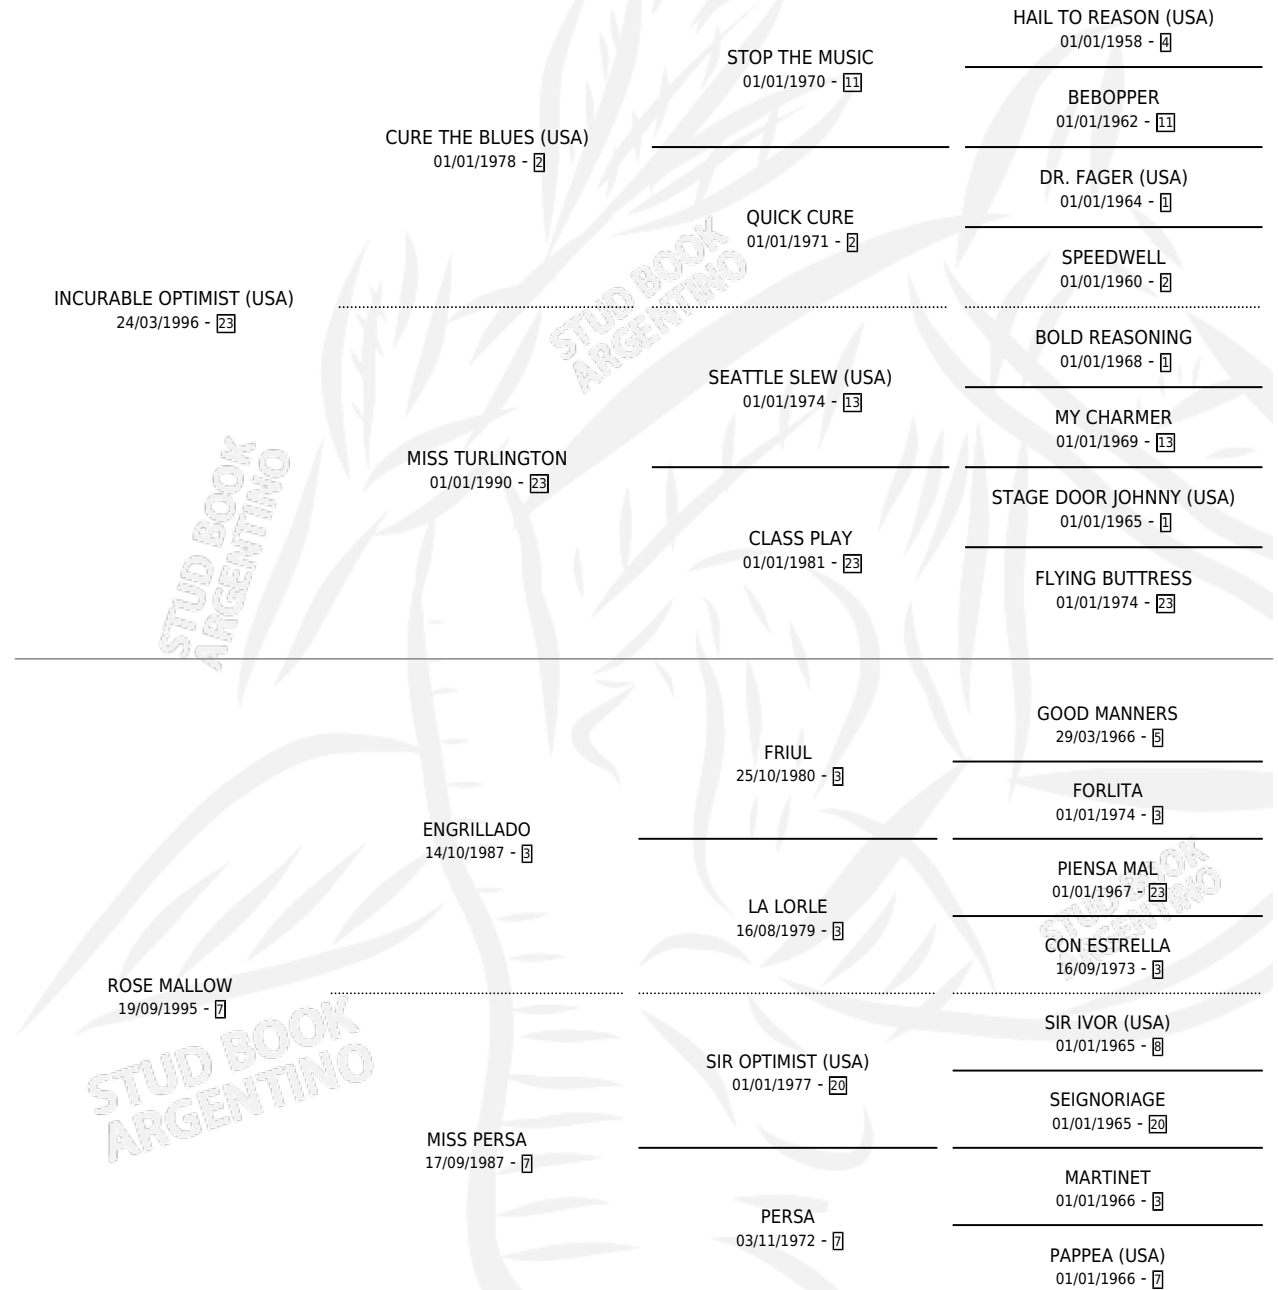 HAIL TO REASON (USA)
01/01/1958 - 4
STOP THE MUSIC
01/01/1970 - 11
BEBOPPER
01/01/1962 - 11
CURE THE BLUES (USA)
01/01/1978 - 2
DR. FAGER (USA)
01/01/1964 - 1
QUICK CURE
01/01/1971 - 2
SPEEDWELL
01/01/1960 - 2
INCURABLE OPTIMIST (USA)
24/03/1996 - 23
STUD BOOK
ARGENTINO
BOLD REASONING
01/01/1968 - 1
SEATTLE SLEW (USA)
01/01/1974 - 13
MY CHARMER
01/01/1969 - 13
MISS TURLINGTON
01/01/1990 - 23
STAGE DOOR JOHNNY (USA)
01/01/1965 - 1
CLASS PLAY
01/01/1981 - 23
FLYING BUTTRESS
01/01/1974 - 23
STUD BOOK
ARGENTINO
GOOD MANNERS
29/03/1966 - 5
FRIUL
25/10/1980 - 3
FORLITA
01/01/1974 - 3
ENGRILLADO
14/10/1987 - 3
PIENSA MAL
01/01/1967 - 23
LA LORLE
16/08/1979 - 3
CON ESTRELLA
16/09/1973 - 3
STUD BOOK
ARGENTINO
ROSE MALLOW
19/09/1995 - 7
SIR IVOR (USA)
01/01/1965 - 8
SIR OPTIMIST (USA)
01/01/1977 - 20
SEIGNORIAGE
01/01/1965 - 20
STUD BOOK
ARGENTINO
MISS PERSA
17/09/1987 - 7
MARTINET
01/01/1966 - 3
PERSA
03/11/1972 - 7
PAPPEA (USA)
01/01/1966 - 7